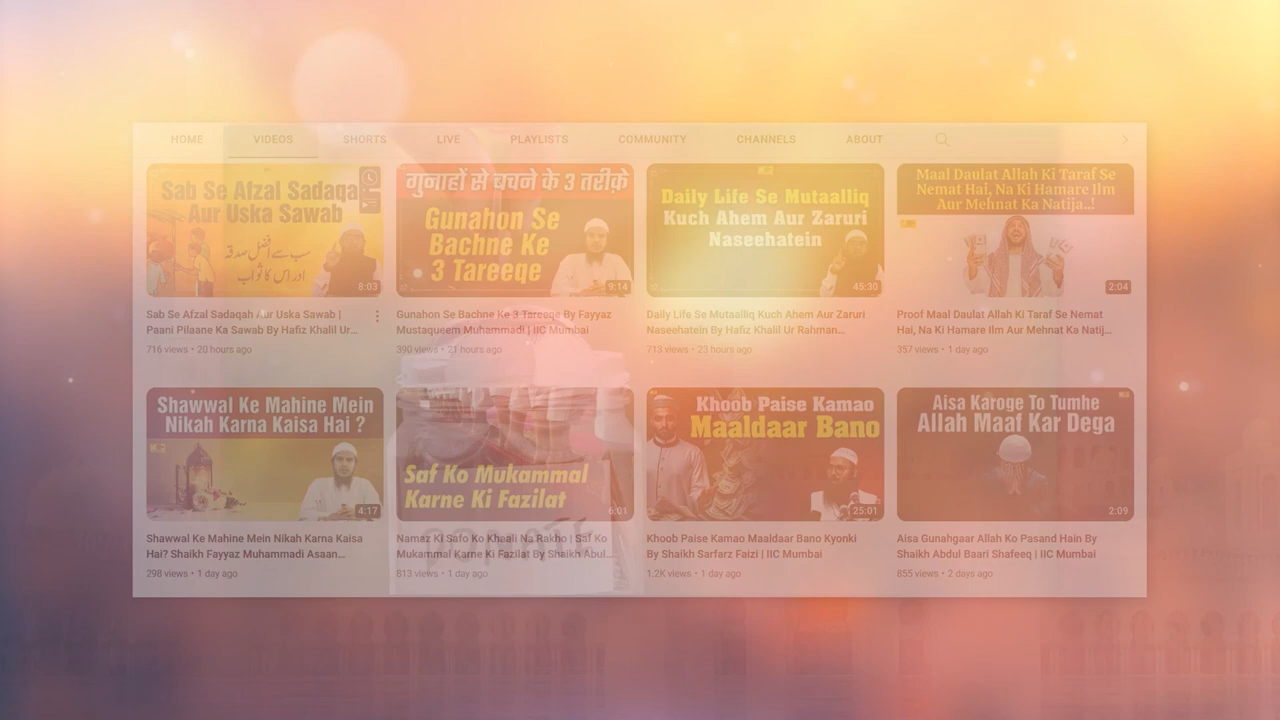 HOME VIDEOS SHORTS LIVE PLAYLISTS COMMUNITY CHANNELS ABOUT
Sab Se Afzal Sadaqa
Aur Uska Sawab
سب سے افضل صدقہ
اور اس کا ثواب
8:03
Sab Se Afzal Sadaqah Aur Uska Sawab |
Paani Pilaane Ka Sawab By Hafiz Khalil Ur...
716 views • 20 hours ago
गुनाहों से बचने के 3 तरीक़े
Gunahon Se
Bachne Ke
3 Tareeqe
9:14
Gunahon Se Bachne Ke 3 Tareeqe By Fayyaz
Mustaqueem Muhammadi | IIC Mumbai
390 views • 21 hours ago
Daily Life Se Mutaalliq
Kuch Ahem Aur Zaruri
Naseehatein
45:30
Daily Life Se Mutaalliq Kuch Ahem Aur Zaruri
Naseehatein By Hafiz Khalil Ur Rahman...
713 views • 23 hours ago
Maal Daulat Allah Ki Taraf Se
Nemat Hai, Na Ki Hamare Ilm
Aur Mehnat Ka Natija..!
2:04
Proof Maal Daulat Allah Ki Taraf Se Nemat
Hai, Na Ki Hamare Ilm Aur Mehnat Ka Natij...
357 views • 1 day ago
Shawwal Ke Mahine Mein
Nikah Karna Kaisa Hai ?
4:17
Shawwal Ke Mahine Mein Nikah Karna Kaisa
Hai? Shaikh Fayyaz Muhammadi Asaan...
298 views • 1 day ago
Saf Ko Mukammal
Karne Ki Fazilat
6:01
Namaz Ki Safo Ko Khaali Na Rakho | Saf Ko
Mukammal Karne Ki Fazilat By Shaikh Abul...
813 views • 1 day ago
Khoob Paise Kamao
Maaldaar Bano
25:01
Khoob Paise Kamao Maaldaar Bano Kyonki
By Shaikh Sarfarz Faizi | IIC Mumbai
1.2K views • 1 day ago
Aisa Karoge To Tumhe
Allah Maaf Kar Dega
2:09
Aisa Gunahgaar Allah Ko Pasand Hain By
Shaikh Abdul Baari Shafeeq | IIC Mumbai
855 views • 2 days ago